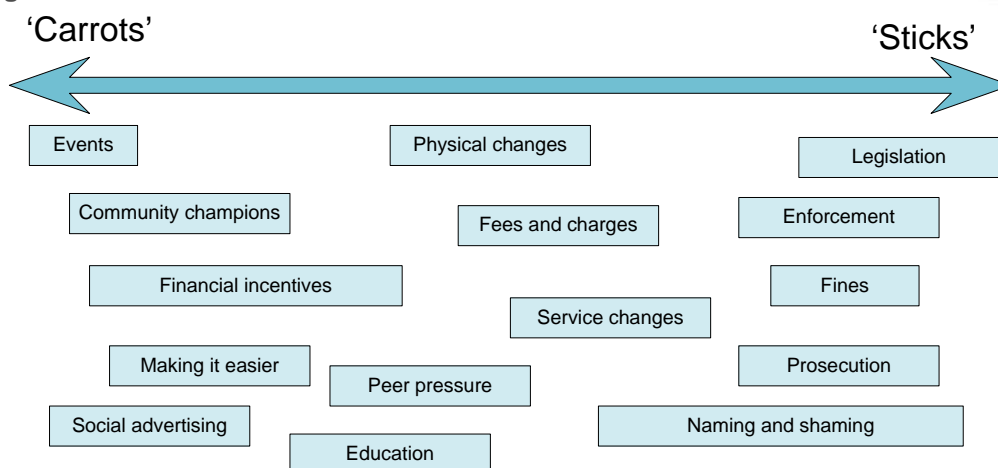 ‘Carrots’
‘Sticks’
Events
Physical changes
Legislation
Community champions
Fees and charges
Enforcement
Financial incentives
Fines
Service changes
Making it easier
Peer pressure
Prosecution
Social advertising
Naming and shaming
Education